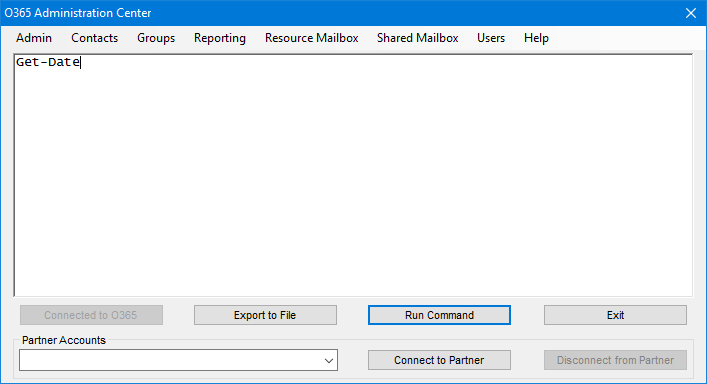 O365 Administration Center
Admin Contacts Groups Reporting Resource Mailbox Shared Mailbox Users Help
Get-Date
Connected to O365 Export to File Run Command Exit
Partner Accounts
Connect to Partner Disconnect from Partner